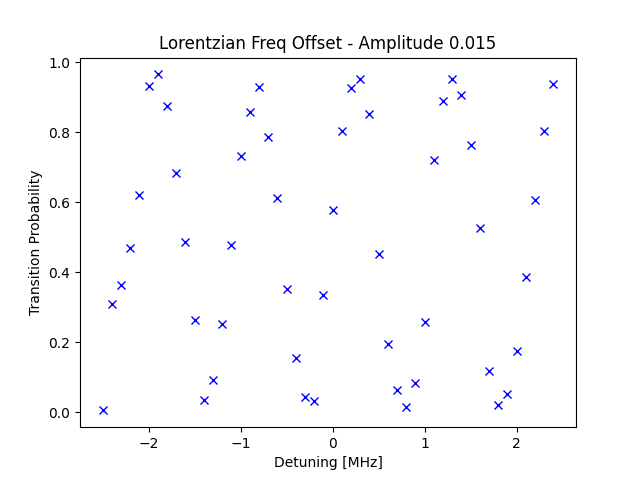 Lorentzian Freq Offset - Amplitude 0.015
1.0
0.8
0.6
0.4
0.2
0.0
Transition Probability
−2 −1 0 1 2
Detuning [MHz]